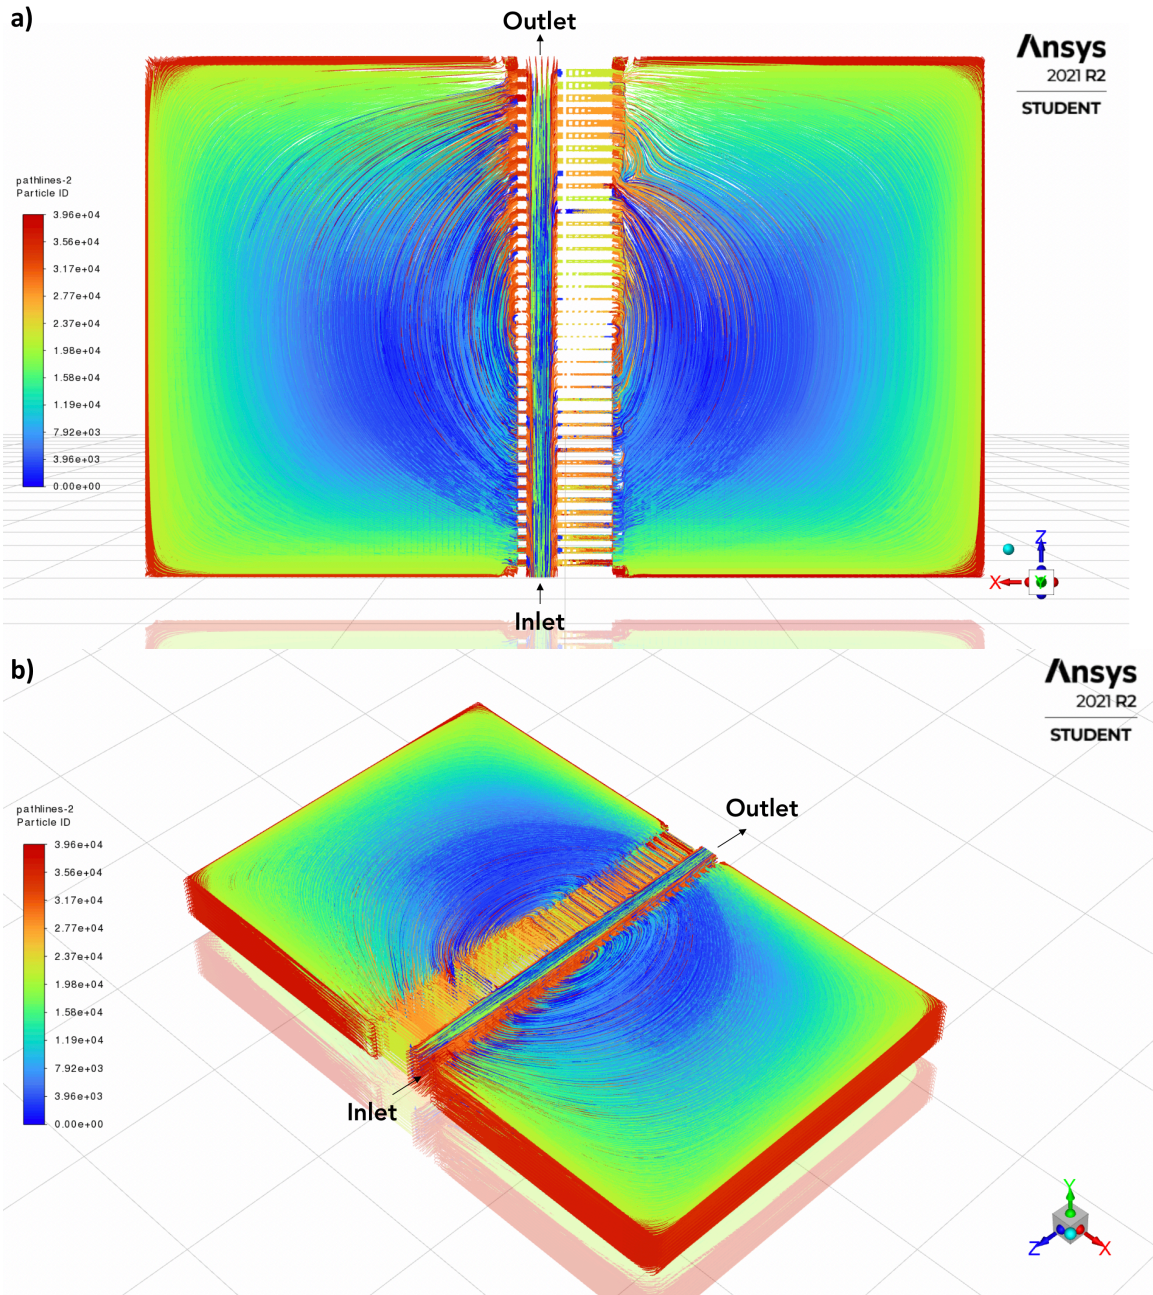 a)
Outlet
Ansys
2021 R2
STUDENT
pathlines-2
Particle ID
3.96e+04
3.56e+04
3.17e+04
2.77e+04
2.37e+04
1.98e+04
1.58e+04
1.19e+04
7.92e+03
3.96e+03
0.00e+00
Z
X
Y
Inlet
b)
Ansys
2021 R2
STUDENT
pathlines-2
Particle ID
Outlet
3.96e+04
3.56e+04
3.17e+04
2.77e+04
2.37e+04
1.98e+04
1.58e+04
1.19e+04
7.92e+03
3.96e+03
0.00e+00
Inlet
Y
Z
X